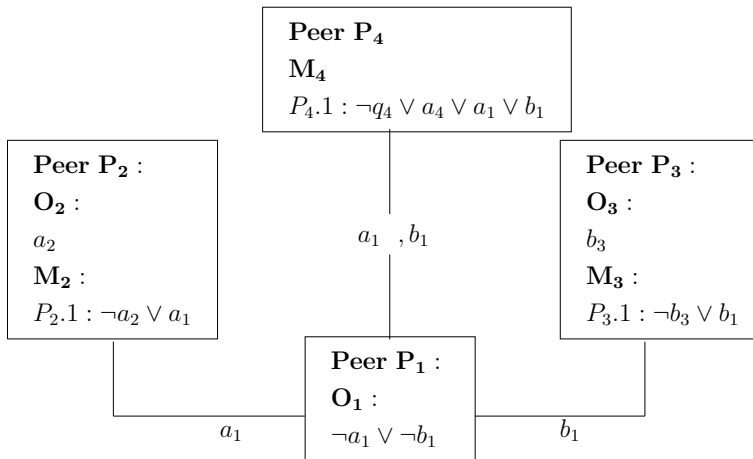 Peer P₄
M₄
P₄.1 : ¬q₄ ∨ a₄ ∨ a₁ ∨ b₁
Peer P₂ :
O₂ :
a₂
M₂ :
P₂.1 : ¬a₂ ∨ a₁
a₁ , b₁
Peer P₃ :
O₃ :
b₃
M₃ :
P₃.1 : ¬b₃ ∨ b₁
Peer P₁ :
O₁ :
¬a₁ ∨ ¬b₁
a₁
b₁